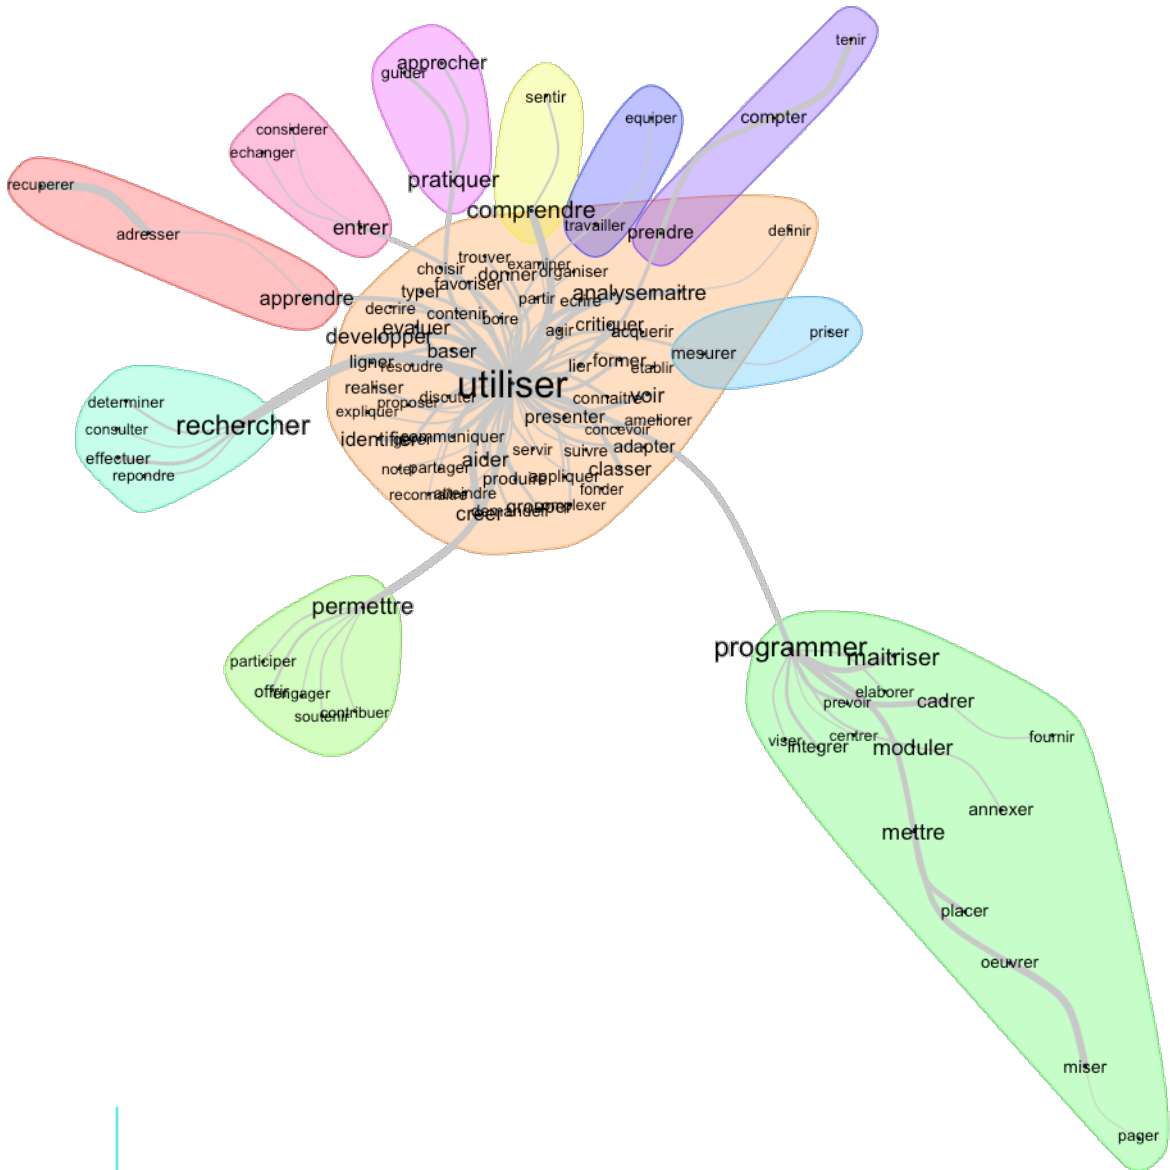 tenir
approcher
guider
sentir
compter
equiper
considerer
echanger
pratiquer
recuperer
comprendre
travailler
entrer
prendre
definir
adresser
trouver
examiner
choisir
donner
organiser
favoriser
typer
analyser
naitre
apprendre
partir
ecrire
decrire
contenir
boire
evaluer
agir
critiquer
acquerir
priser
developper
baser
mesurer
ligner
resoudre
lier
former
etablir
utiliser
realiser
discuter
connaitre
voir
determiner
proposer
expliquer
presenter
ameliorer
consulter
rechercher
concevoir
identifier
communiquer
adapter
effectuer
aider
servir
suivre
noter
partager
classer
repondre
produire
appliquer
reconnaitre
atteindre
fonder
creer
demander
grouper
permettre
programmer
maitriser
participer
offrir
engager
elaborer
prevoir
cadrer
soutenir
contribuer
viser
integrer
centrer
moduler
fournir
annexer
mettre
placer
oeuvrer
miser
pager